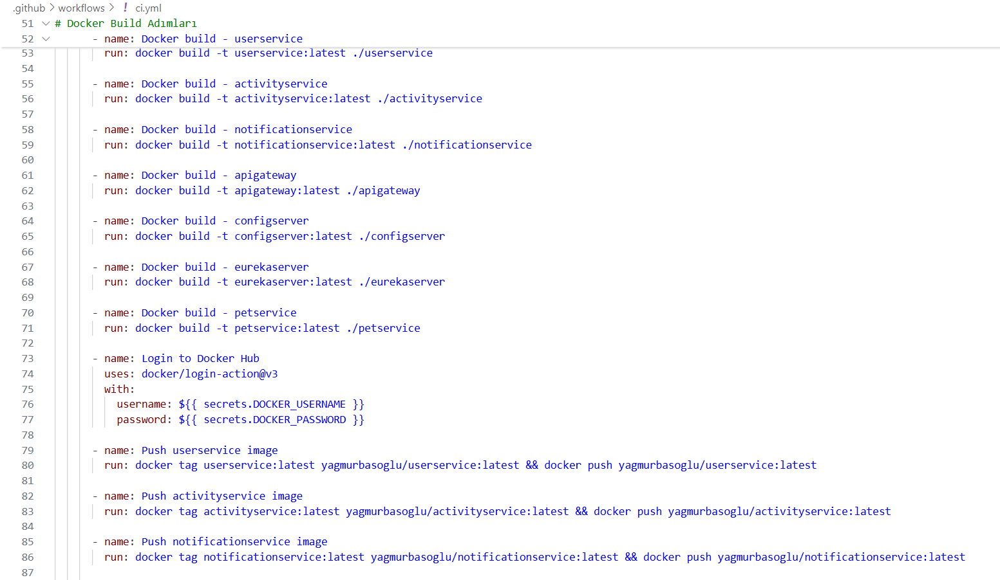 .github > workflows > ! ci.yml
51 # Docker Build Adımları
52 - name: Docker build - userservice
53 run: docker build -t userservice:latest ./userservice
54
55 - name: Docker build - activityservice
56 run: docker build -t activityservice:latest ./activityservice
57
58 - name: Docker build - notificationservice
59 run: docker build -t notificationservice:latest ./notificationservice
60
61 - name: Docker build - apigateway
62 run: docker build -t apigateway:latest ./apigateway
63
64 - name: Docker build - configserver
65 run: docker build -t configserver:latest ./configserver
66
67 - name: Docker build - eurekaserver
68 run: docker build -t eurekaserver:latest ./eurekaserver
69
70 - name: Docker build - petservice
71 run: docker build -t petservice:latest ./petservice
72
73 - name: Login to Docker Hub
74 uses: docker/login-action@v3
75 with:
76 username: ${{ secrets.DOCKER_USERNAME }}
77 password: ${{ secrets.DOCKER_PASSWORD }}
78
79 - name: Push userservice image
80 run: docker tag userservice:latest yagmurbasoglu/userservice:latest && docker push yagmurbasoglu/userservice:latest
81
82 - name: Push activityservice image
83 run: docker tag activityservice:latest yagmurbasoglu/activityservice:latest && docker push yagmurbasoglu/activityservice:latest
84
85 - name: Push notificationservice image
86 run: docker tag notificationservice:latest yagmurbasoglu/notificationservice:latest && docker push yagmurbasoglu/notificationservice:latest
87